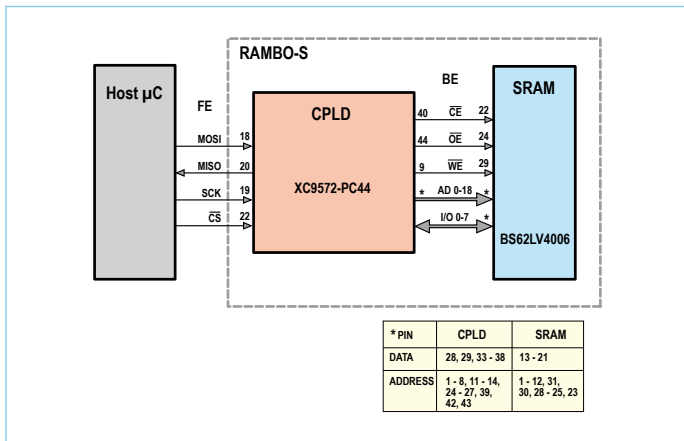 RAMBO-S
Host µC
FE
CPLD
XC9572-PC44
BE
SRAM
BS62LV4006
MOSI 18
MISO 20
SCK 19
CS 22
40 CE 22
44 OE 24
9 WE 29
* AD 0-18 *
I/O 0-7 *
* PIN CPLD SRAM
DATA 28, 29, 33 - 38 13 - 21
ADDRESS 1 - 8, 11 - 14, 1 - 12, 31,
24 - 27, 39, 30, 28 - 25, 23
42, 43